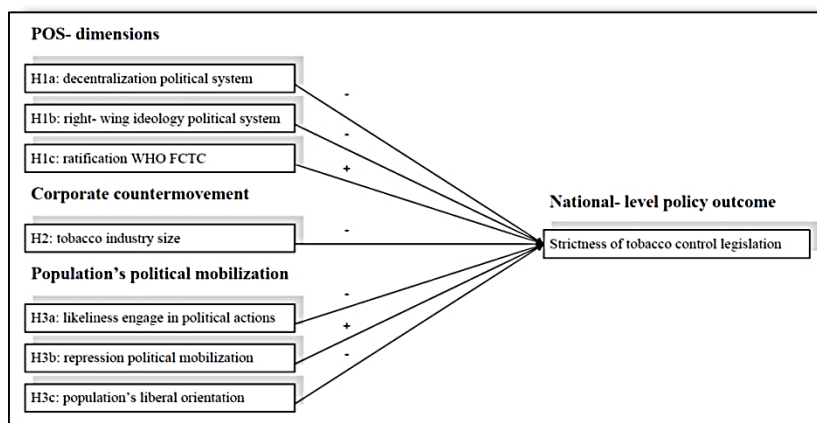 POS- dimensions
H1a: decentralization political system
-
H1b: right- wing ideology political system
-
H1c: ratification WHO FCTC
+
Corporate countermovement
National- level policy outcome
H2: tobacco industry size
-
Strictness of tobacco control legislation
Population's political mobilization
H3a: likeliness engage in political actions
-
+
H3b: repression political mobilization
-
H3c: population's liberal orientation